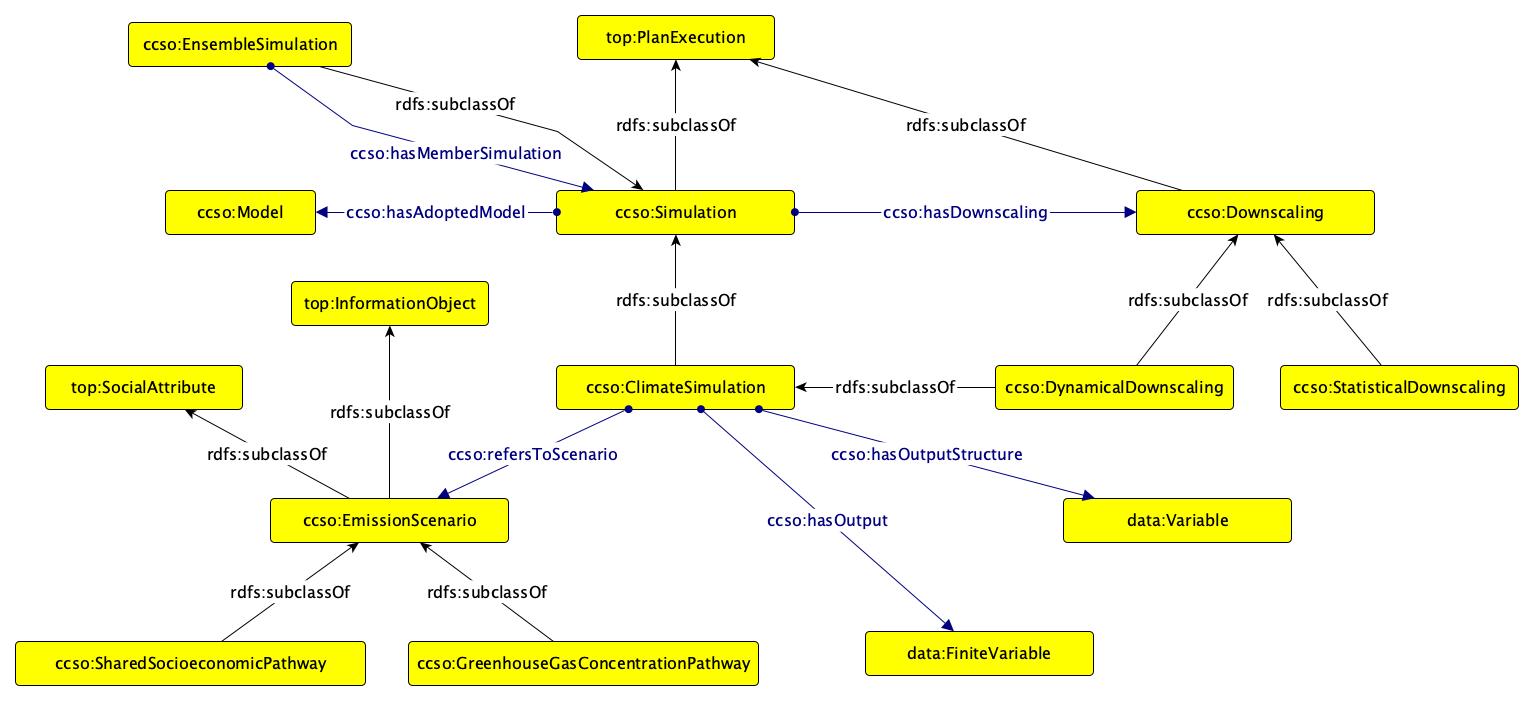 top:PlanExecution
ccso:EnsembleSimulation
rdfs:subclassOf
rdfs:subclassOf
rdfs:subclassOf
ccso:hasMemberSimulation
ccso:Model
ccso:hasAdoptedModel
ccso:Simulation
ccso:hasDownscaling
ccso:Downscaling
rdfs:subclassOf
rdfs:subclassOf
rdfs:subclassOf
top:InformationObject
top:SocialAttribute
ccso:ClimateSimulation
rdfs:subclassOf
ccso:DynamicalDownscaling
ccso:StatisticalDownscaling
rdfs:subclassOf
rdfs:subclassOf
ccso:refersToScenario
ccso:hasOutputStructure
ccso:EmissionScenario
ccso:hasOutput
data:Variable
rdfs:subclassOf
rdfs:subclassOf
data:FiniteVariable
ccso:SharedSocioeconomicPathway
ccso:GreenhouseGasConcentrationPathway